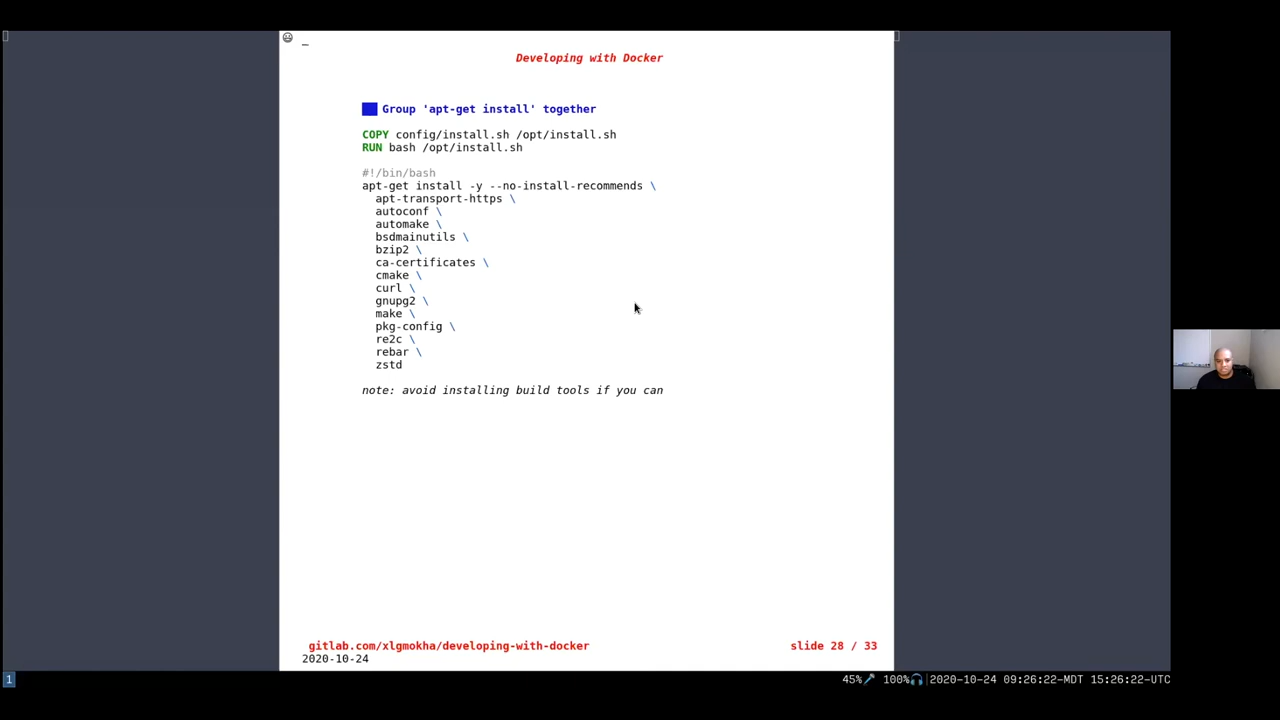 Developing with Docker
Group 'apt-get install' together
COPY config/install.sh /opt/install.sh
RUN bash /opt/install.sh
#!/bin/bash
apt-get install -y --no-install-recommends \
apt-transport-https \
autoconf \
automake \
bsdmainutils \
bzip2 \
ca-certificates \
cmake \
curl \
gnupg2 \
make \
pkg-config \
re2c \
rebar \
zstd
note: avoid installing build tools if you can
gitlab.com/xlgmokha/developing-with-docker slide 28 / 33
2020-10-24
1 45% 100% 2020-10-24 09:26:22-MDT 15:26:22-UTC